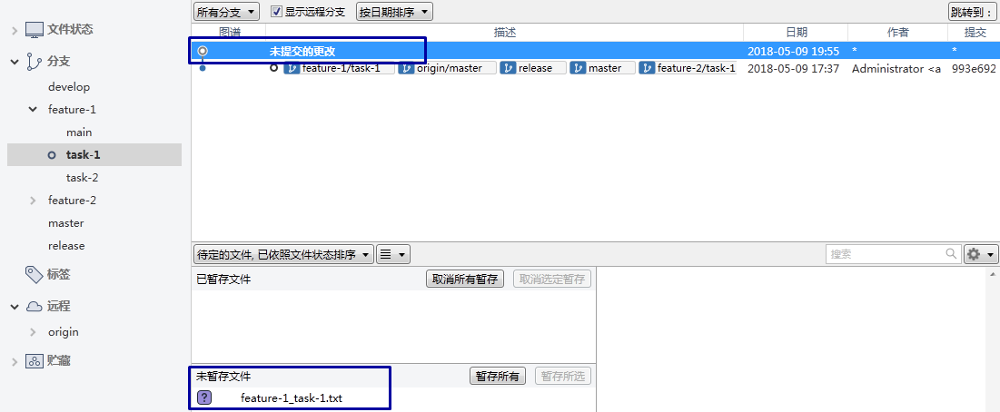 文件状态
分支
develop
feature-1
main
task-1
task-2
feature-2
master
release
标签
远程
origin
贮藏
所有分支 显示远程分支 按日期排序 跳转到：
图谱 描述 日期 作者 提交
未提交的更改 2018-05-09 19:55 * *
feature-1/task-1 origin/master release master feature-2/task-1 2018-05-09 17:37 Administrator <a 993e692
待定的文件, 已依照文件状态排序 搜索
已暂存文件 取消所有暂存 取消选定暂存
未暂存文件 暂存所有 暂存所选
? feature-1_task-1.txt